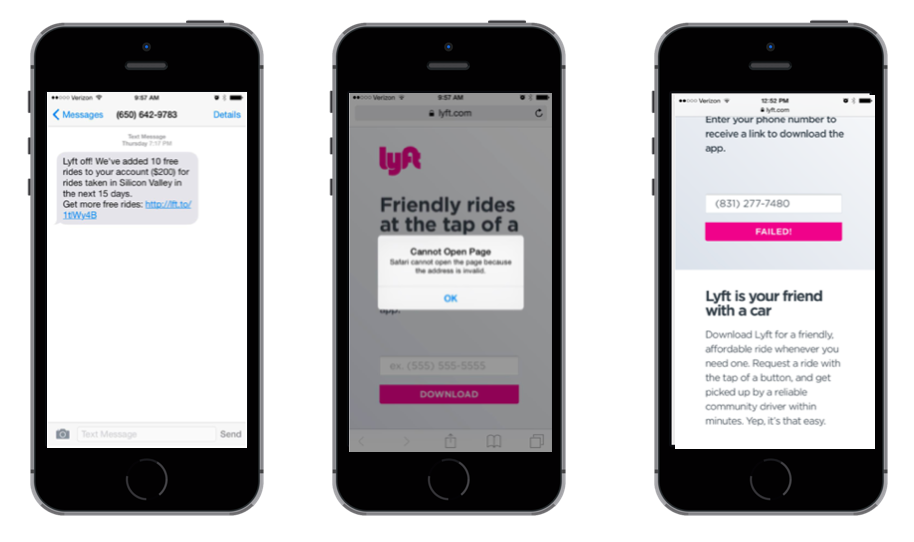 Verizon 9:57 AM
Messages (650) 642-9783 Details
Text Message
Thursday 7:17 PM
Lyft off! We've added 10 free
rides to your account ($200) for
rides taken in Silicon Valley in
the next 15 days.
Get more free rides: http://lft.to/
1tlWy4B
Text Message Send
Verizon 9:57 AM
lyft.com
lyft
Friendly rides
at the tap of a
Cannot Open Page
Safari cannot open the page because
the address is invalid.
OK
app.
ex. (555) 555-5555
DOWNLOAD
Verizon 12:52 PM
lyft.com
Enter your phone number to
receive a link to download the
app.
(831) 277-7480
FAILED!
Lyft is your friend
with a car
Download Lyft for a friendly,
affordable ride whenever you
need one. Request a ride with
the tap of a button, and get
picked up by a reliable
community driver within
minutes. Yep, it's that easy.